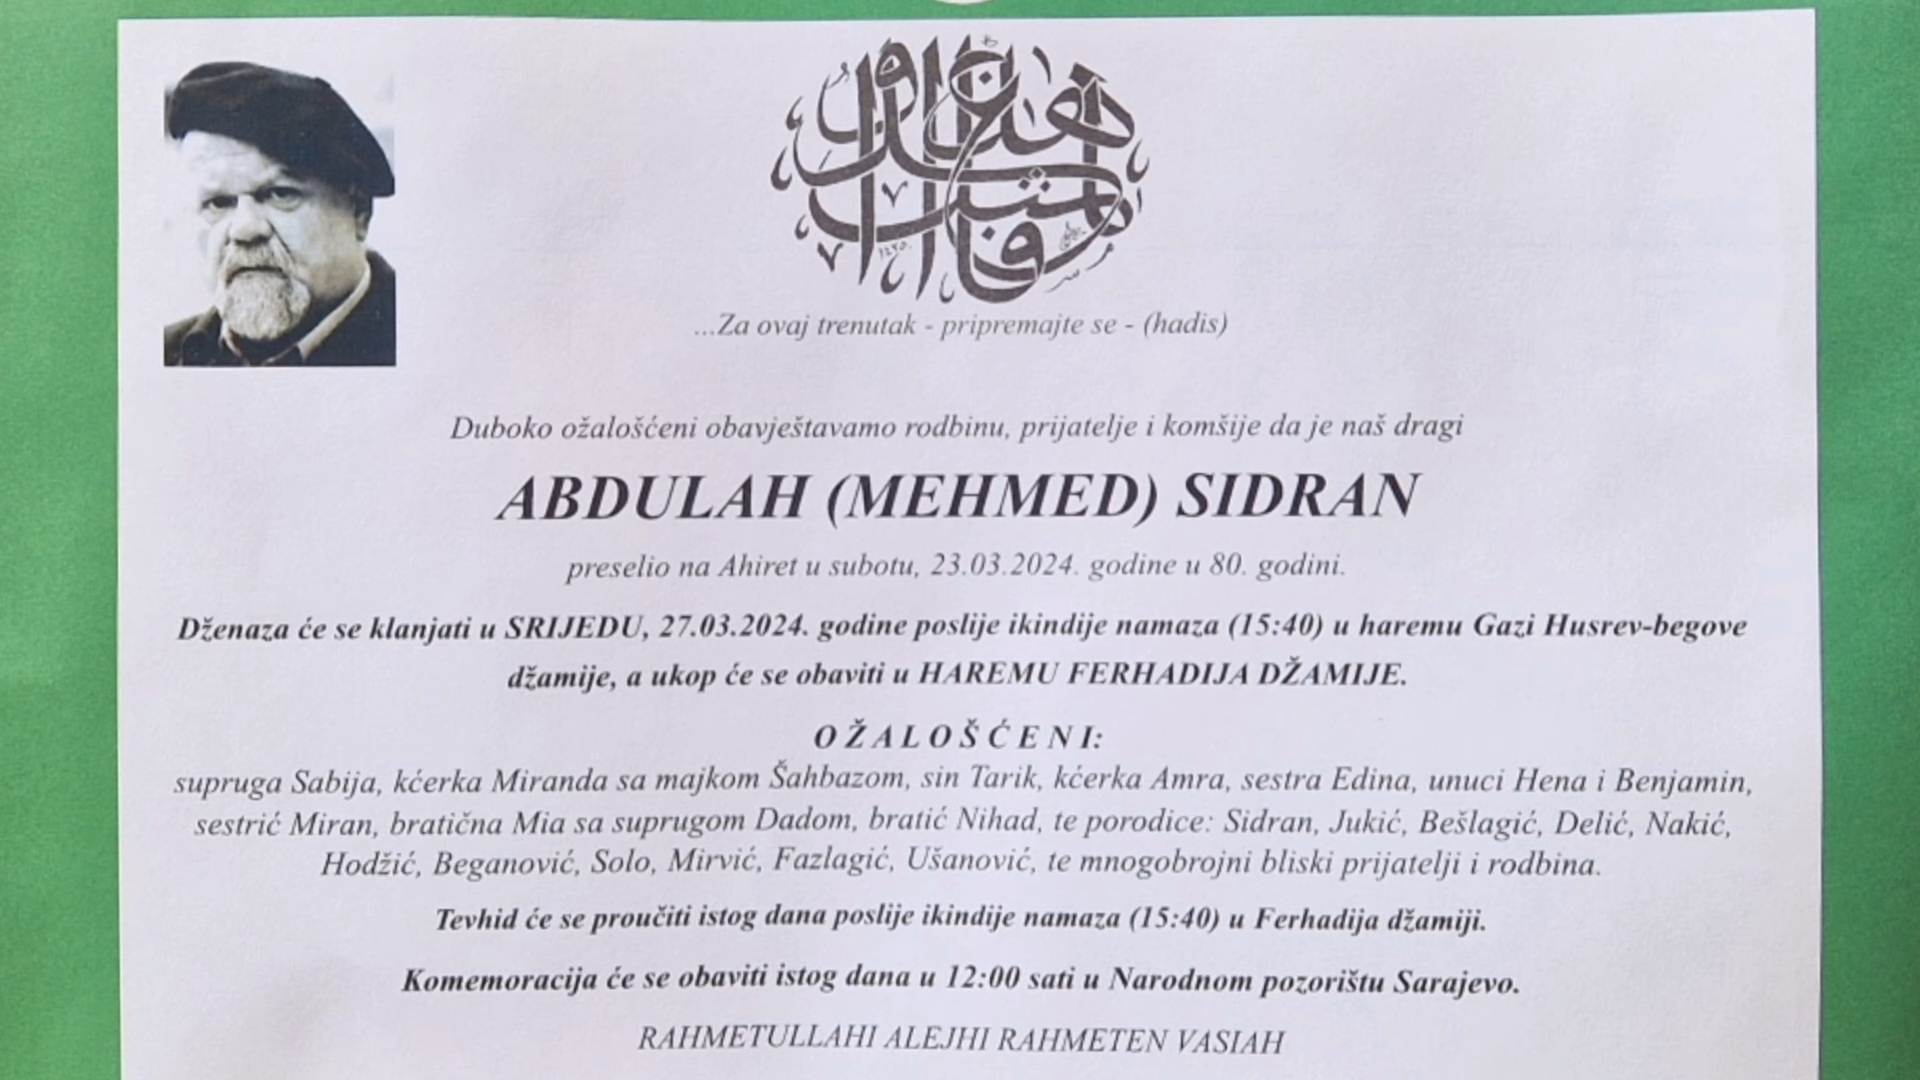 ...Za ovaj trenutak - pripremajte se - (hadis)
Duboko ožalošćeni obavještavamo rodbinu, prijatelje i komšije da je naš dragi
ABDULAH (MEHMED) SIDRAN
preselio na Ahiret u subotu, 23.03.2024. godine u 80. godini.
Dženaza će se klanjati u SRIJEDU, 27.03.2024. godine poslije ikindije namaza (15:40) u haremu Gazi Husrev-begove
džamije, a ukop će se obaviti u HAREMU FERHADIJA DŽAMIJE.
OŽALOŠĆENI:
supruga Sabija, kćerka Miranda sa majkom Šahbazom, sin Tarik, kćerka Amra, sestra Edina, unuci Hena i Benjamin,
sestrić Miran, bratična Mia sa suprugom Dadom, bratić Nihad, te porodice: Sidran, Jukić, Bešlagić, Delić, Nakić,
Hodžić, Beganović, Solo, Mirvić, Fazlagić, Ušanović, te mnogobrojni bliski prijatelji i rodbina.
Tevhid će se proučiti istog dana poslije ikindije namaza (15:40) u Ferhadija džamiji.
Komemoracija će se obaviti istog dana u 12:00 sati u Narodnom pozorištu Sarajevo.
RAHMETULLAHI ALEJHI RAHMETEN VASIAH